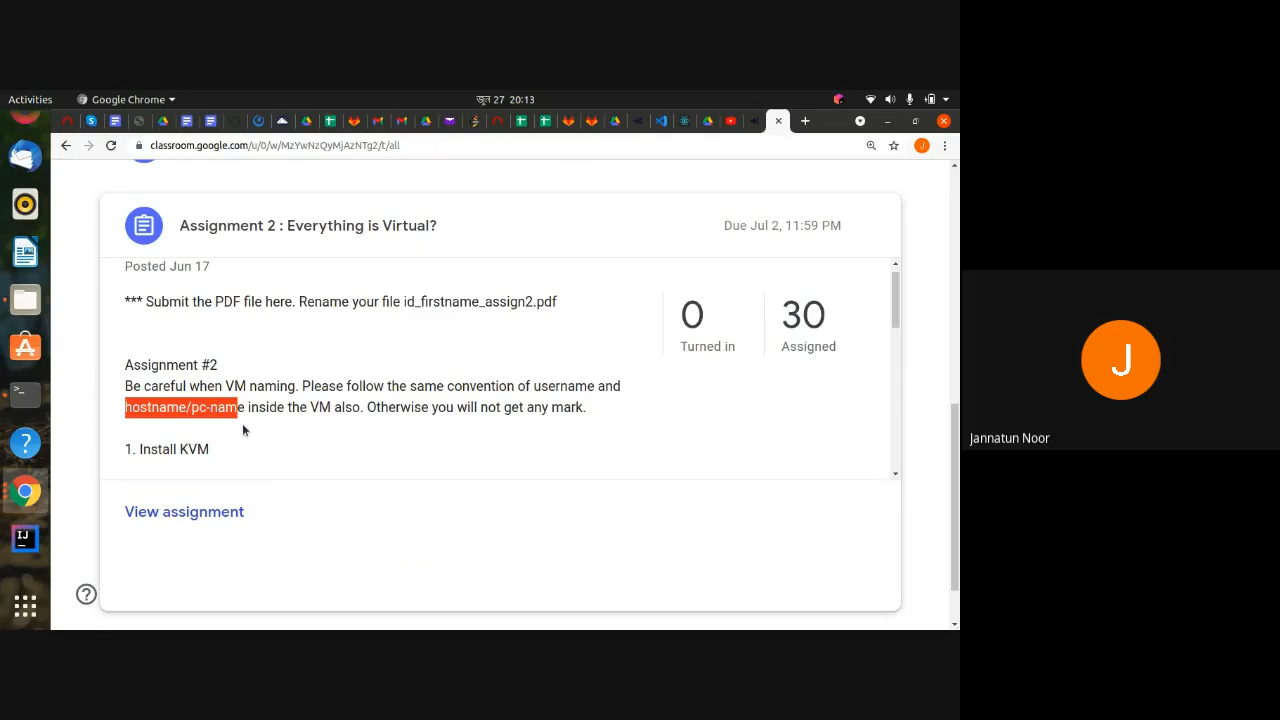 Activities
Google Chrome
जून 27 20:13
classroom.google.com/u/0/w/MzYwNzQyMjAzNTg2/t/all
J
Assignment 2 : Everything is Virtual?
Due Jul 2, 11:59 PM
Posted Jun 17
*** Submit the PDF file here. Rename your file id_firstname_assign2.pdf
0
30
Turned in
Assigned
Assignment #2
Be careful when VM naming. Please follow the same convention of username and
hostname/pc-name inside the VM also. Otherwise you will not get any mark.
1. Install KVM
View assignment
J
Jannatun Noor